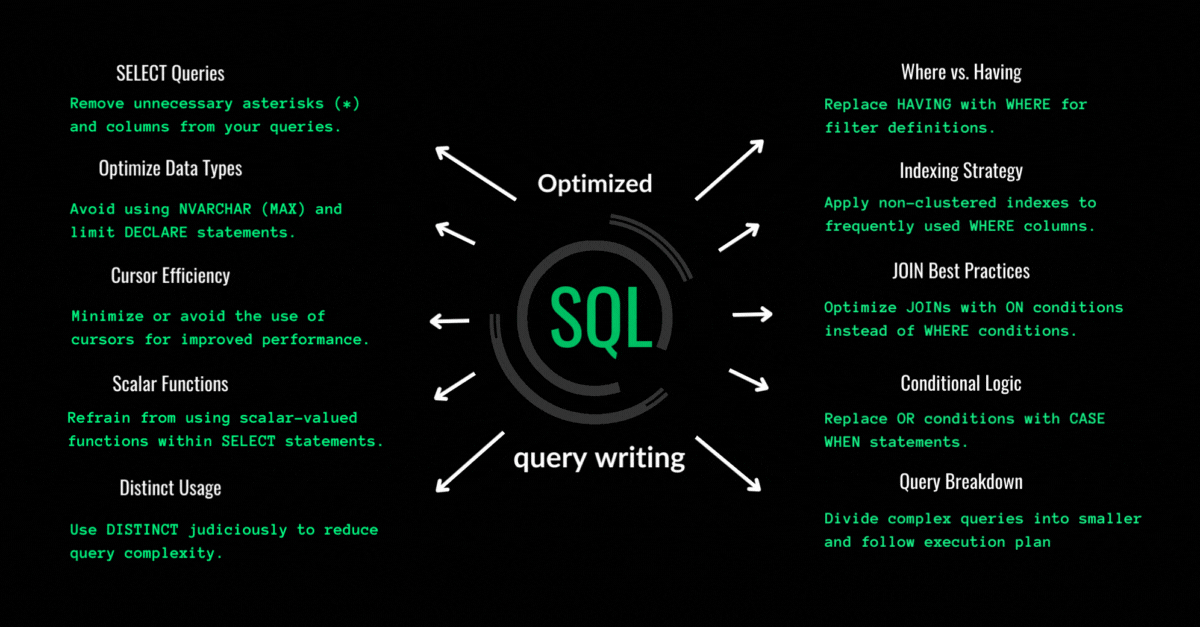 SELECT Queries
Remove unnecessary asterisks (*)
and columns from your queries.
Optimize Data Types
Avoid using NVARCHAR (MAX) and
limit DECLARE statements.
Cursor Efficiency
Minimize or avoid the use of
cursors for improved performance.
Scalar Functions
Refrain from using scalar-valued
functions within SELECT statements.
Distinct Usage
Use DISTINCT judiciously to reduce
query complexity.
Optimized
SQL
query writing
Where vs. Having
Replace HAVING with WHERE for
filter definitions.
Indexing Strategy
Apply non-clustered indexes to
frequently used WHERE columns.
JOIN Best Practices
Optimize JOINs with ON conditions
instead of WHERE conditions.
Conditional Logic
Replace OR conditions with CASE
WHEN statements.
Query Breakdown
Divide complex queries into smaller
and follow execution plan